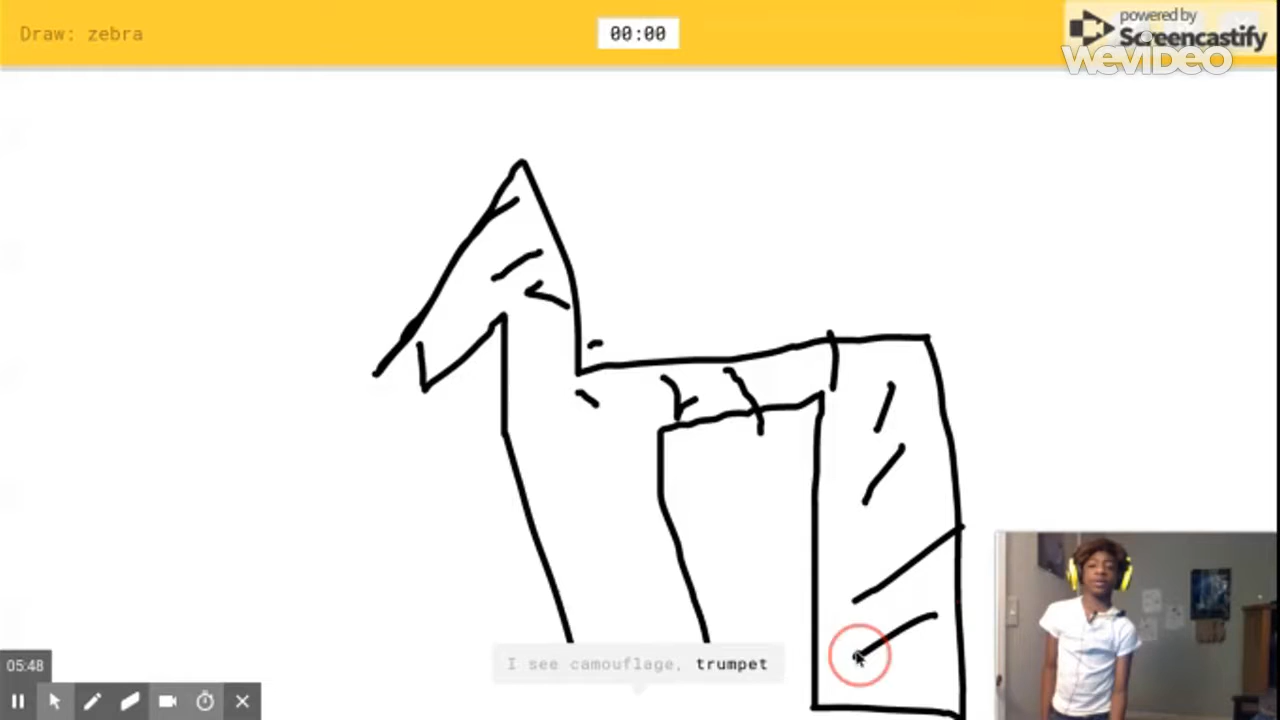 Draw: zebra
00:00
powered by
Screencastify
WeVideo
I see camouflage, trumpet
05:48